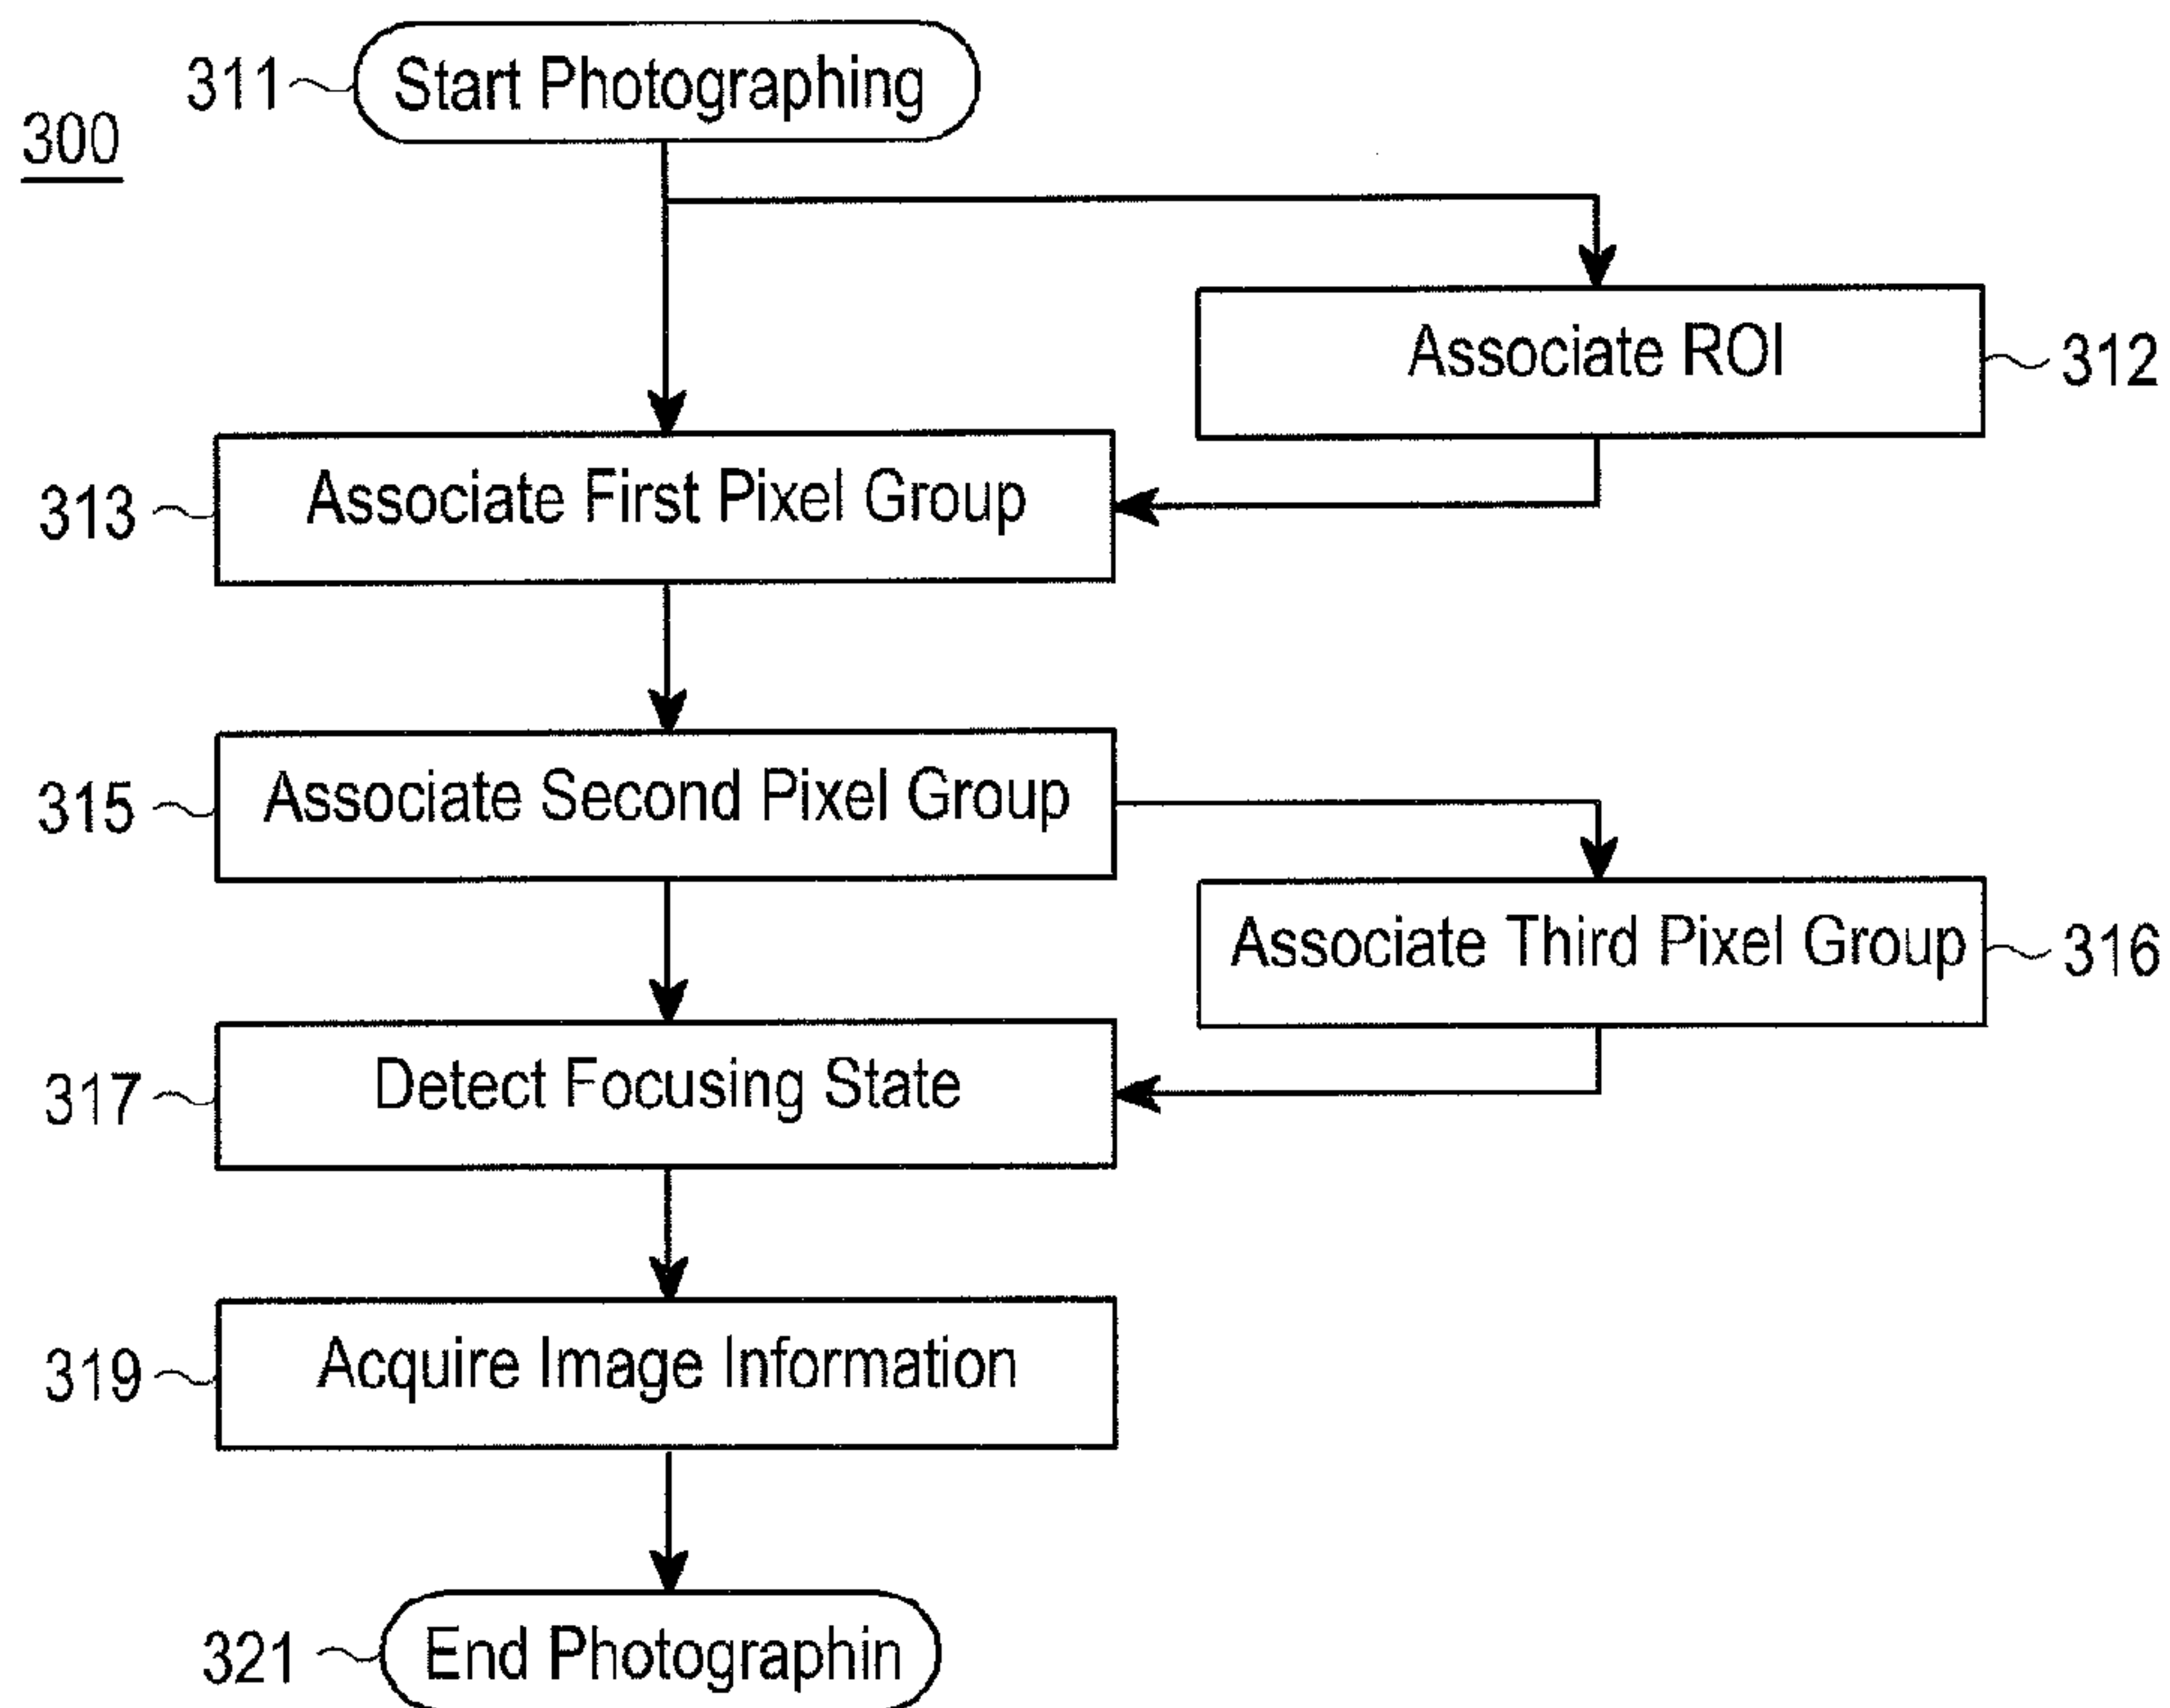 311 Start Photographing
300
Associate ROI 312
313 Associate First Pixel Group
315 Associate Second Pixel Group
Associate Third Pixel Group 316
317 Detect Focusing State
319 Acquire Image Information
321 End Photographin